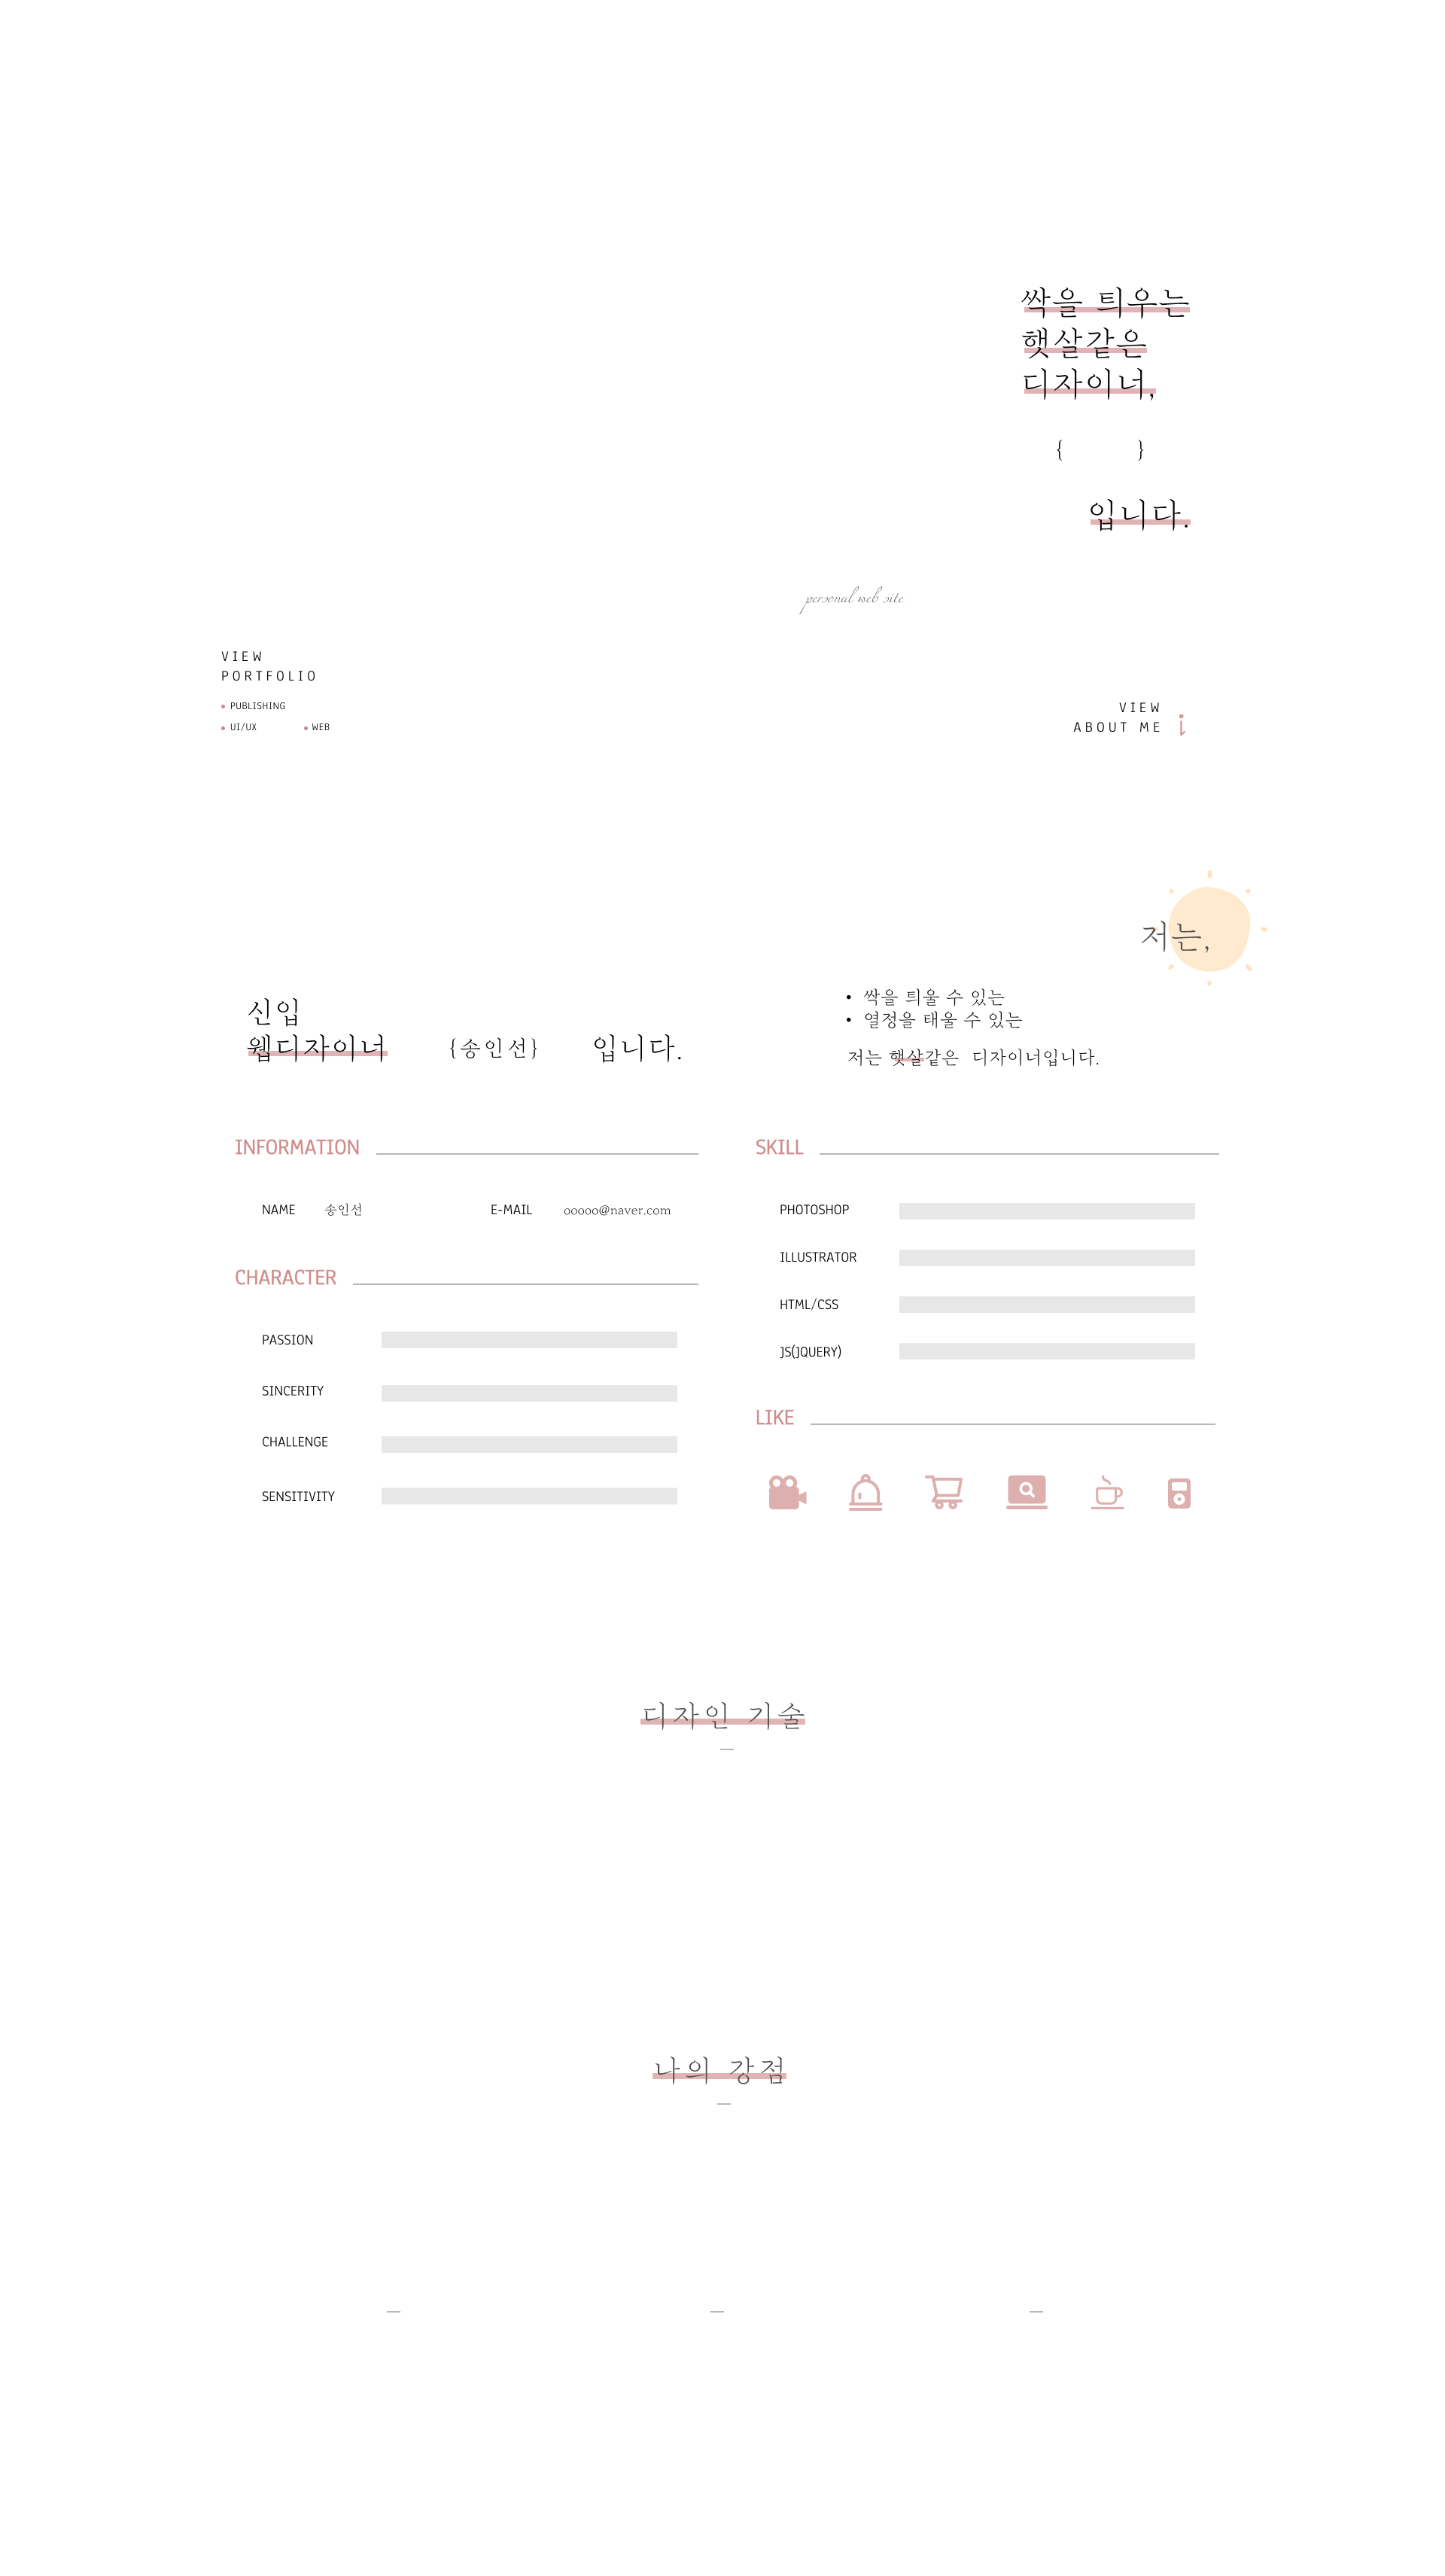 싹을 틔우는
햇살같은
디자이너,
{ }
입니다.
personal web site
VIEW
PORTFOLIO
• PUBLISHING
• UI/UX • WEB
VIEW
ABOUT ME i
저는,
신입
웹디자이너 {송인선} 입니다.
• 싹을 틔울 수 있는
• 열정을 태울 수 있는
저는 햇살같은 디자이너입니다.
INFORMATION
NAME 송인선 E-MAIL ooooo@naver.com
CHARACTER
PASSION
SINCERITY
CHALLENGE
SENSITIVITY
SKILL
PHOTOSHOP
ILLUSTRATOR
HTML/CSS
JS(JQUERY)
LIKE
디자인 기술
나의 강점